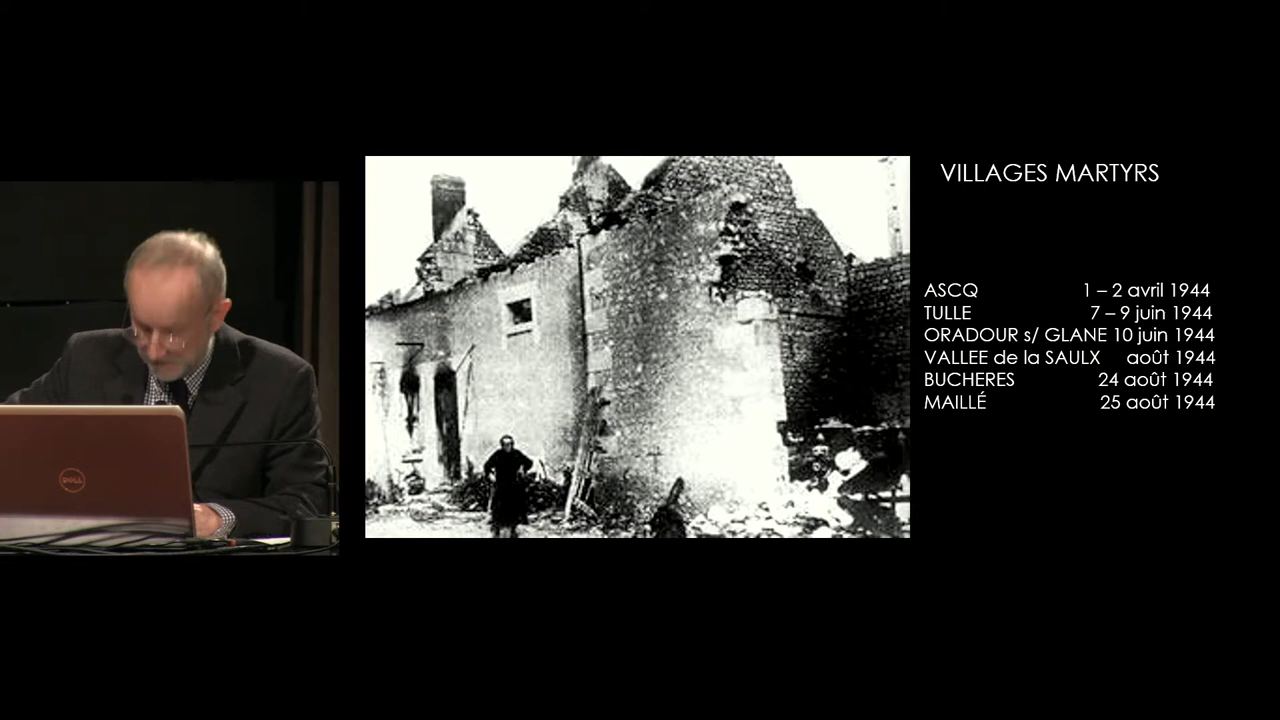 VILLAGES MARTYRS
ASCQ 1 – 2 avril 1944
TULLE 7 – 9 juin 1944
ORADOUR s/ GLANE 10 juin 1944
VALLEE de la SAULX août 1944
BUCHERES 24 août 1944
MAILLÉ 25 août 1944
DELL